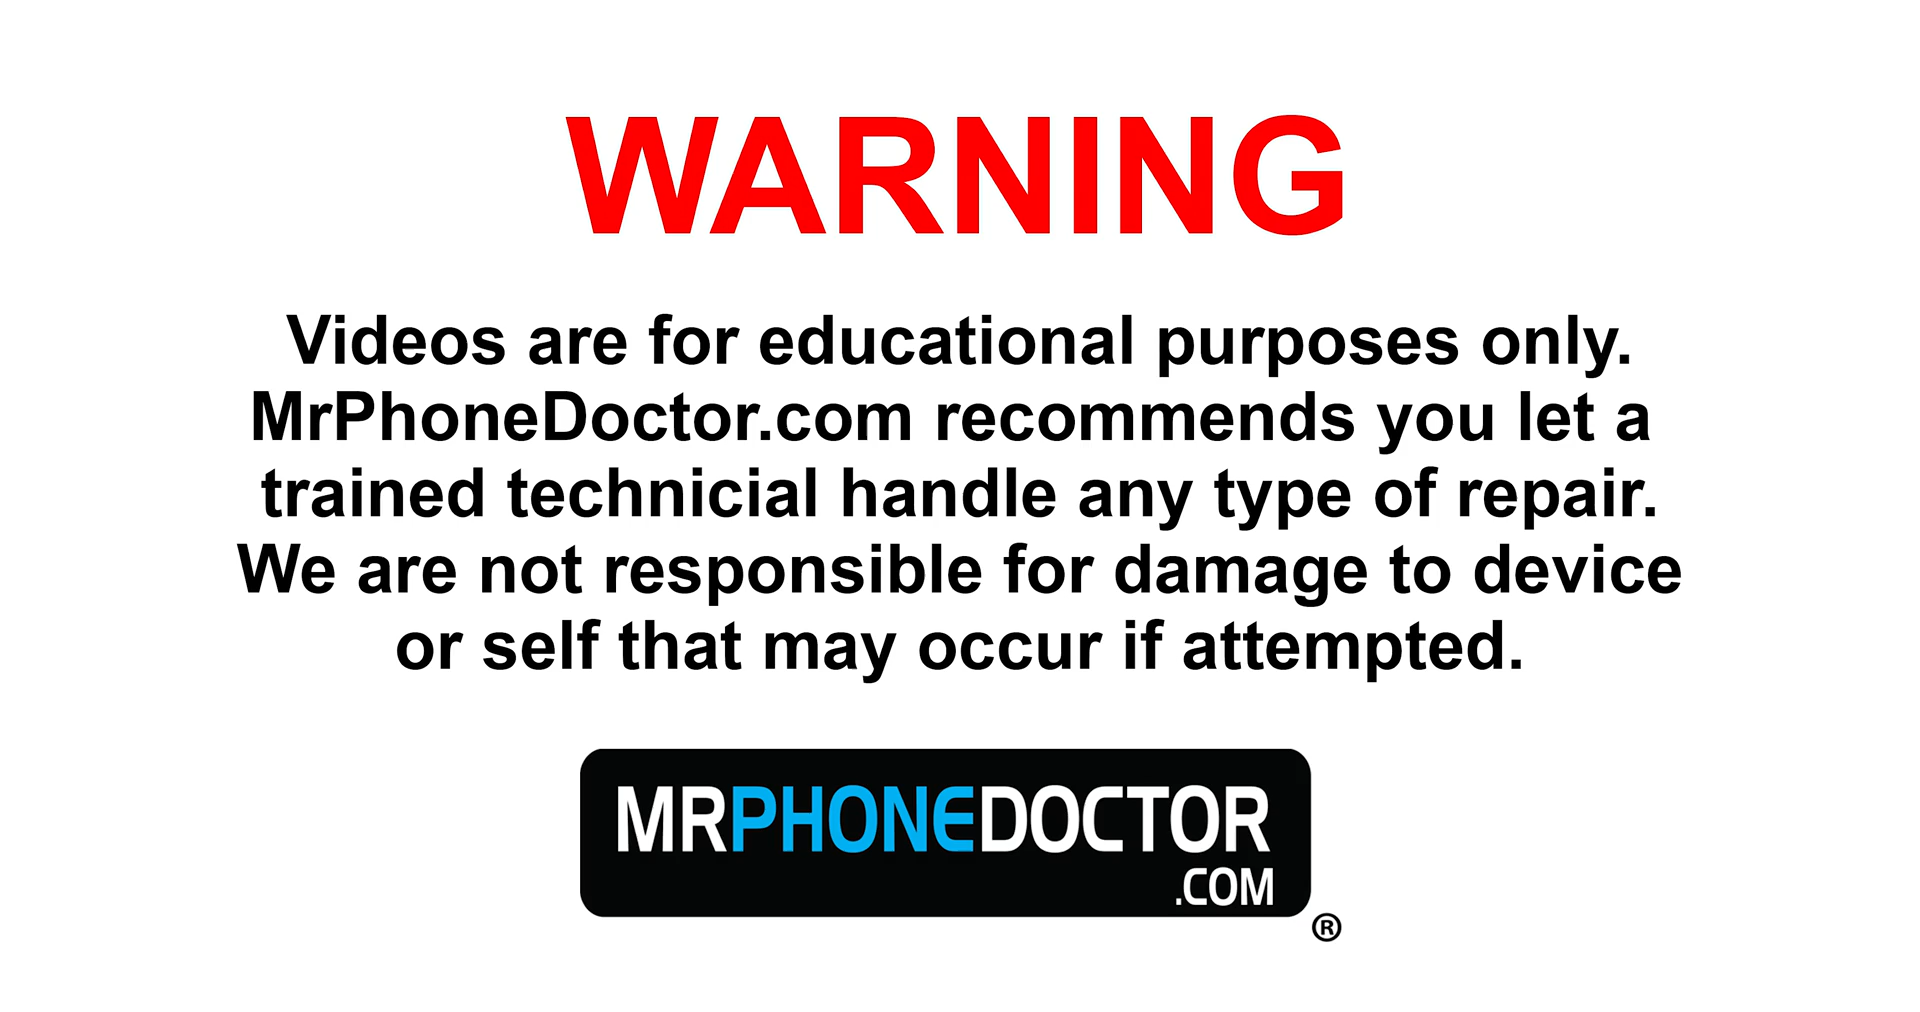 WARNING
Videos are for educational purposes only.
MrPhoneDoctor.com recommends you let a
trained technicial handle any type of repair.
We are not responsible for damage to device
or self that may occur if attempted.
MRPHONEDOCTOR
.COM
®